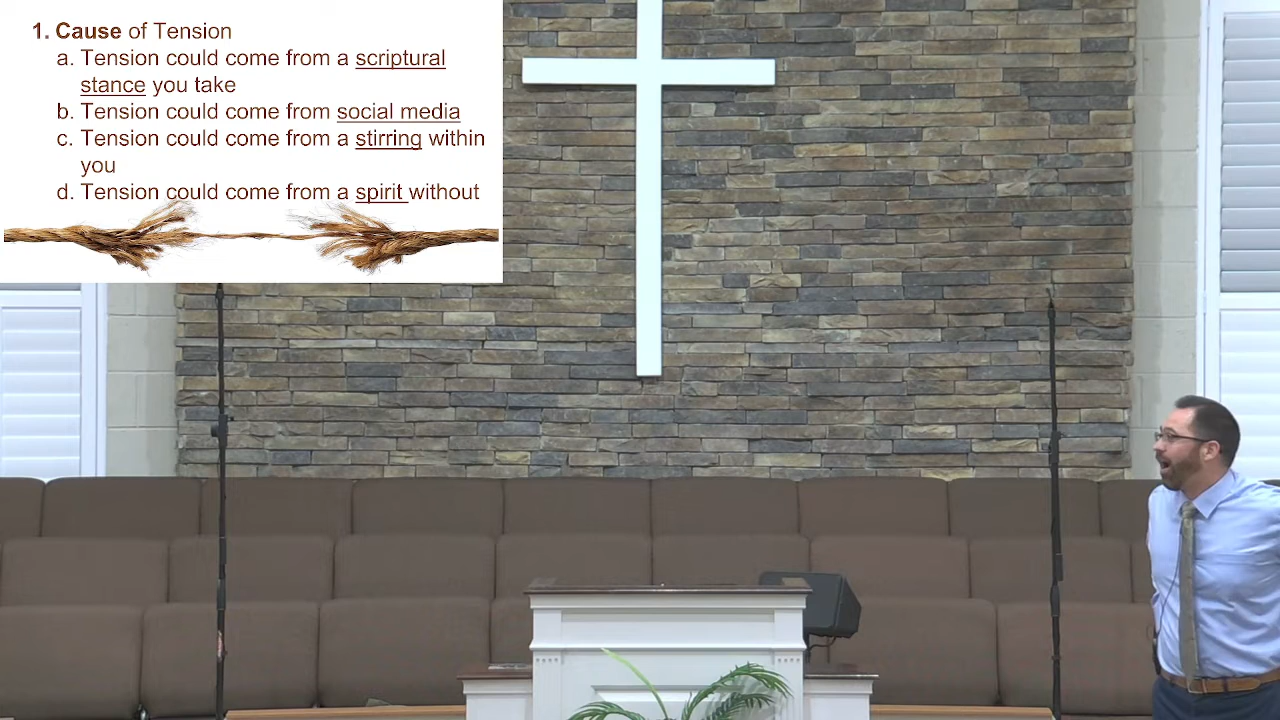 1. Cause of Tension
a. Tension could come from a scriptural
stance you take
b. Tension could come from social media
c. Tension could come from a stirring within
you
d. Tension could come from a spirit without